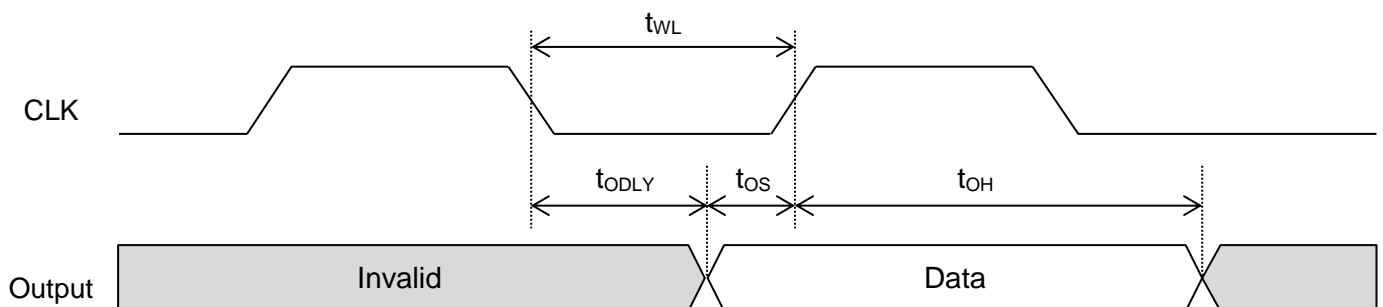 tWL
CLK
tODLY
tOS
tOH
Output
Invalid
Data